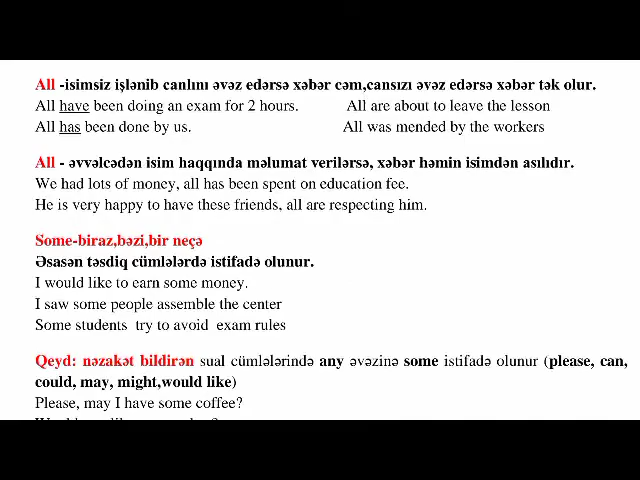 All -isimsiz işlənib canlını əvəz edərsə xəbər cəm,cansızı əvəz edərsə xəbər tək olur.
All have been doing an exam for 2 hours. All are about to leave the lesson
All has been done by us. All was mended by the workers
All - əvvəlcədən isim haqqında məlumat verilərsə, xəbər həmin isimdən asılıdır.
We had lots of money, all has been spent on education fee.
He is very happy to have these friends, all are respecting him.
Some-biraz,bəzi,bir neçə
Əsasən təsdiq cümlələrdə istifadə olunur.
I would like to earn some money.
I saw some people assemble the center
Some students try to avoid exam rules
Qeyd: nəzakət bildirən sual cümlələrində any əvəzinə some istifadə olunur (please, can,
could, may, might,would like)
Please, may I have some coffee?